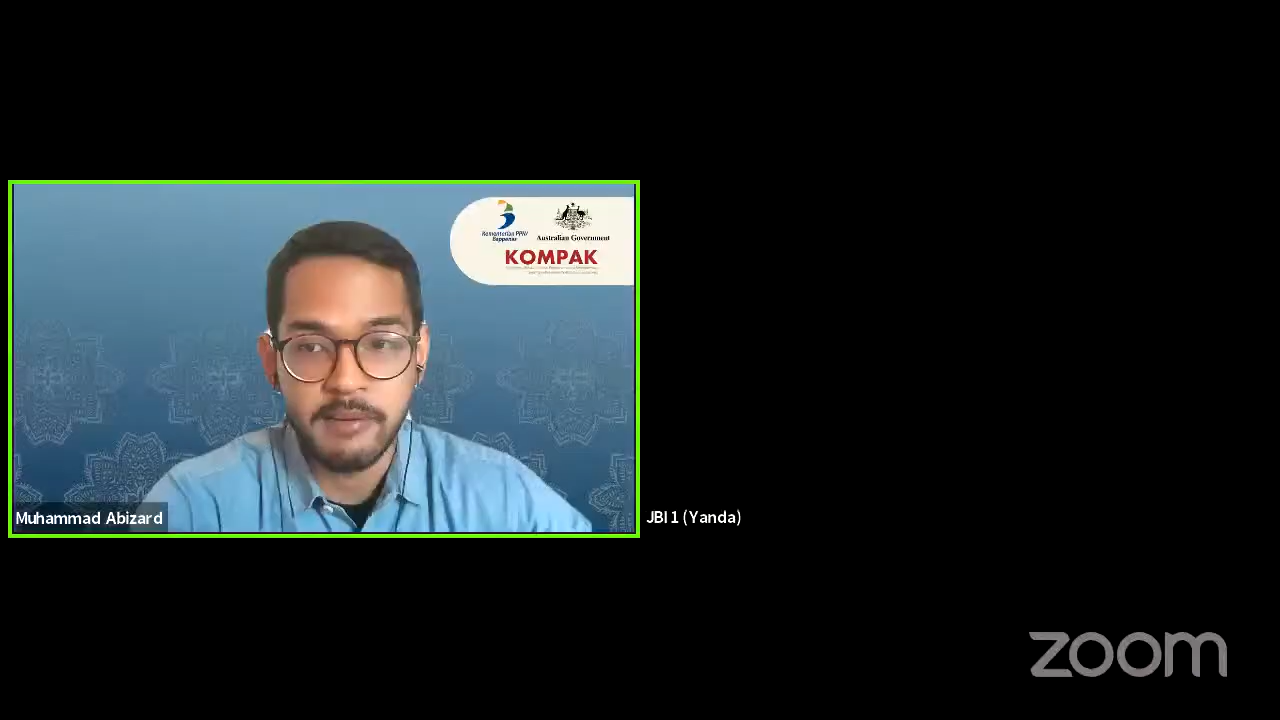 Kementerian PPN/
Bappenas
Australian Government
KOMPAK
Muhammad Abizard
JBI 1 (Yanda)
zoom